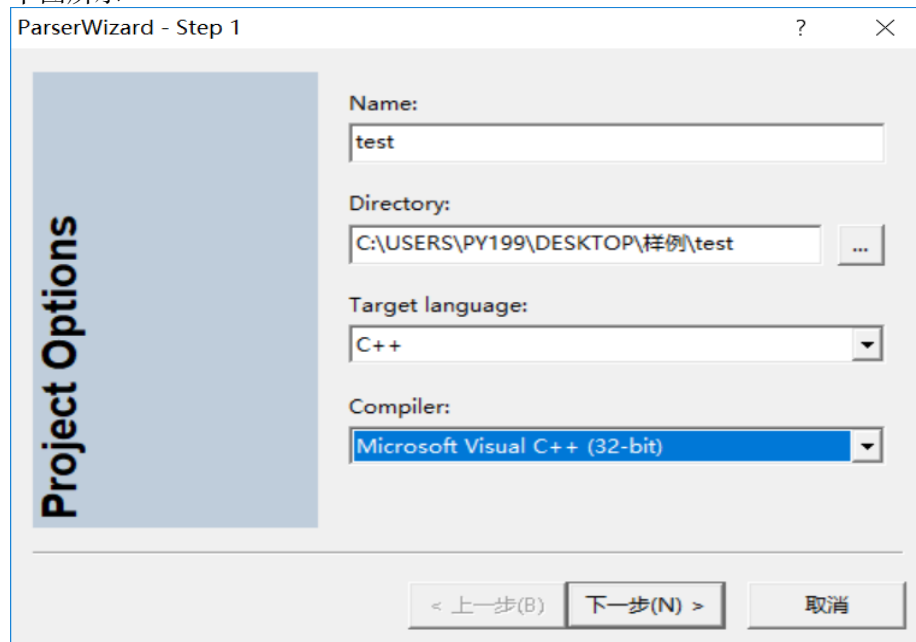 ParserWizard - Step 1
?
Project Options
Name:
test
Directory:
C:\USERS\PY199\DESKTOP\样例\test
...
Target language:
C++
Compiler:
Microsoft Visual C++ (32-bit)
< 上一步(B)
下一步(N) >
取消